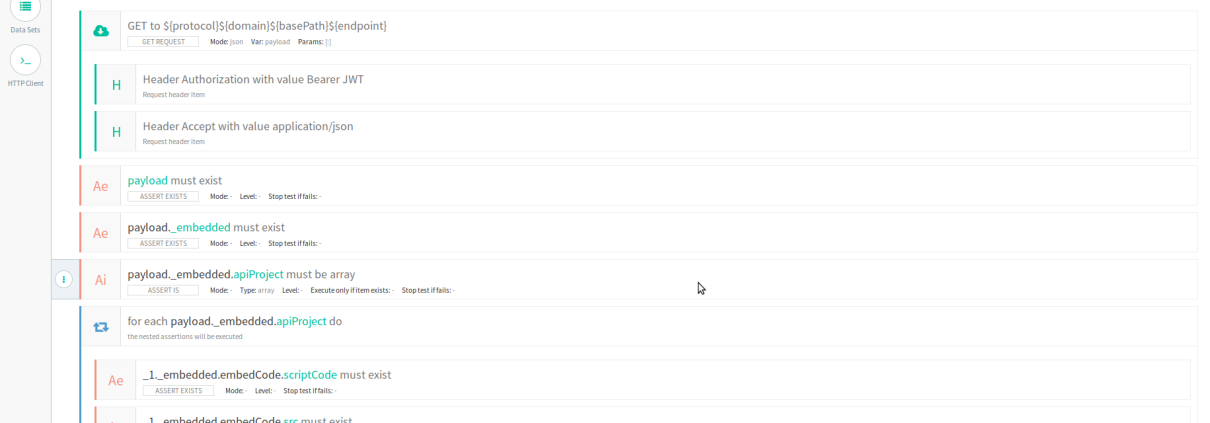 Data Sets
HTTP Client
GET to ${protocol}${domain}${basePath}${endpoint}
GET REQUEST Mode: json Var: payload Params: [:]
H Header Authorization with value Bearer JWT
Request header item
H Header Accept with value application/json
Request header item
Ae payload must exist
ASSERT EXISTS Mode: - Level: - Stop test if fails: -
Ae payload._embedded must exist
ASSERT EXISTS Mode: - Level: - Stop test if fails: -
Ai payload._embedded.apiProject must be array
ASSERT IS Mode: - Type: array Level: - Execute only if item exists: - Stop test if fails: -
for each payload._embedded.apiProject do
the nested assertions will be executed
Ae _1._embedded.embedCode.scriptCode must exist
ASSERT EXISTS Mode: - Level: - Stop test if fails: -
_1._embedded.embedCode.src must exist